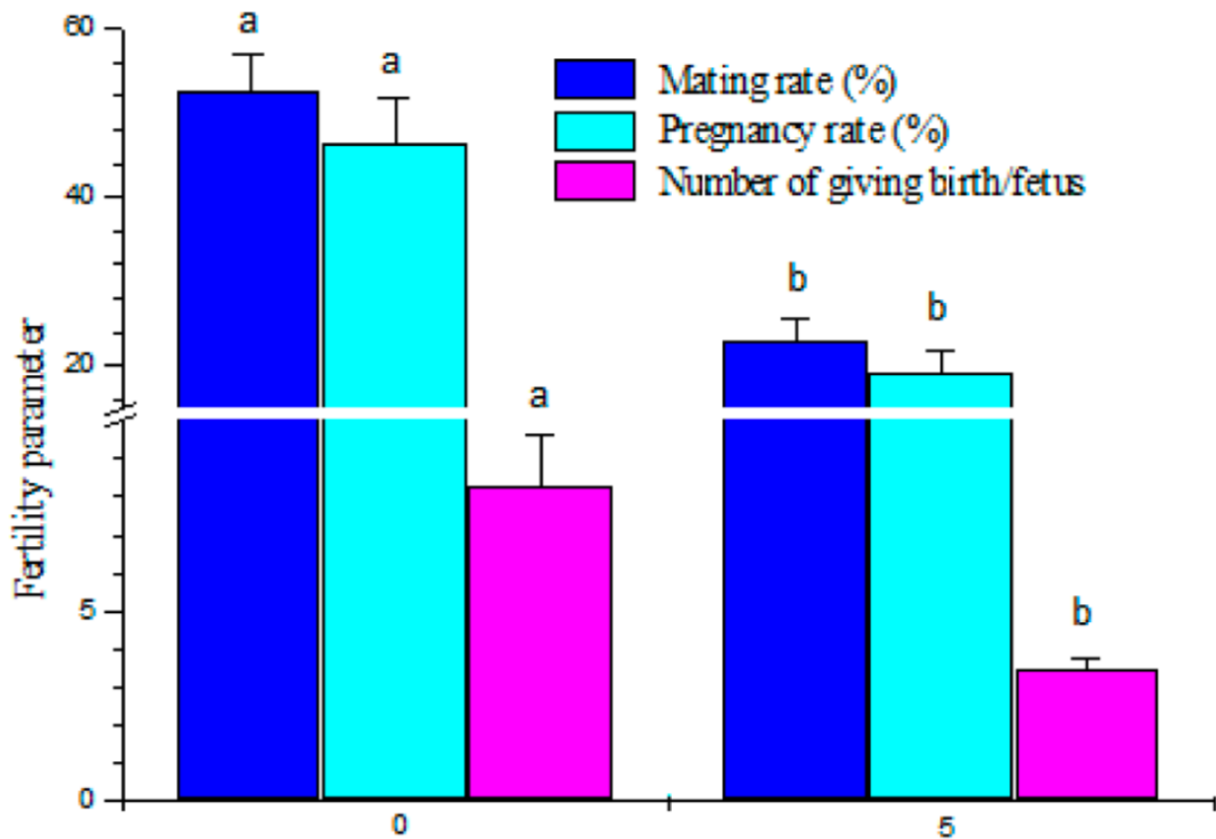 60
a
a
Mating rate (%)
Pregnancy rate (%)
Number of giving birth/fetus
40
b
b
20
a
Fertility parameter
5
b
0
0
5